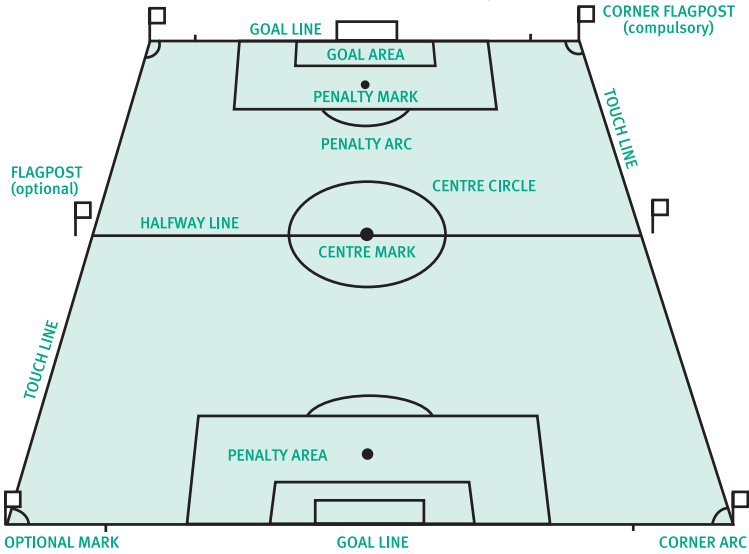 GOAL LINE
CORNER FLAGPOST
(compulsory)
GOAL AREA
PENALTY MARK
TOUCH LINE
PENALTY ARC
FLAGPOST
(optional)
CENTRE CIRCLE
HALFWAY LINE
CENTRE MARK
TOUCH LINE
PENALTY AREA
OPTIONAL MARK
GOAL LINE
CORNER ARC